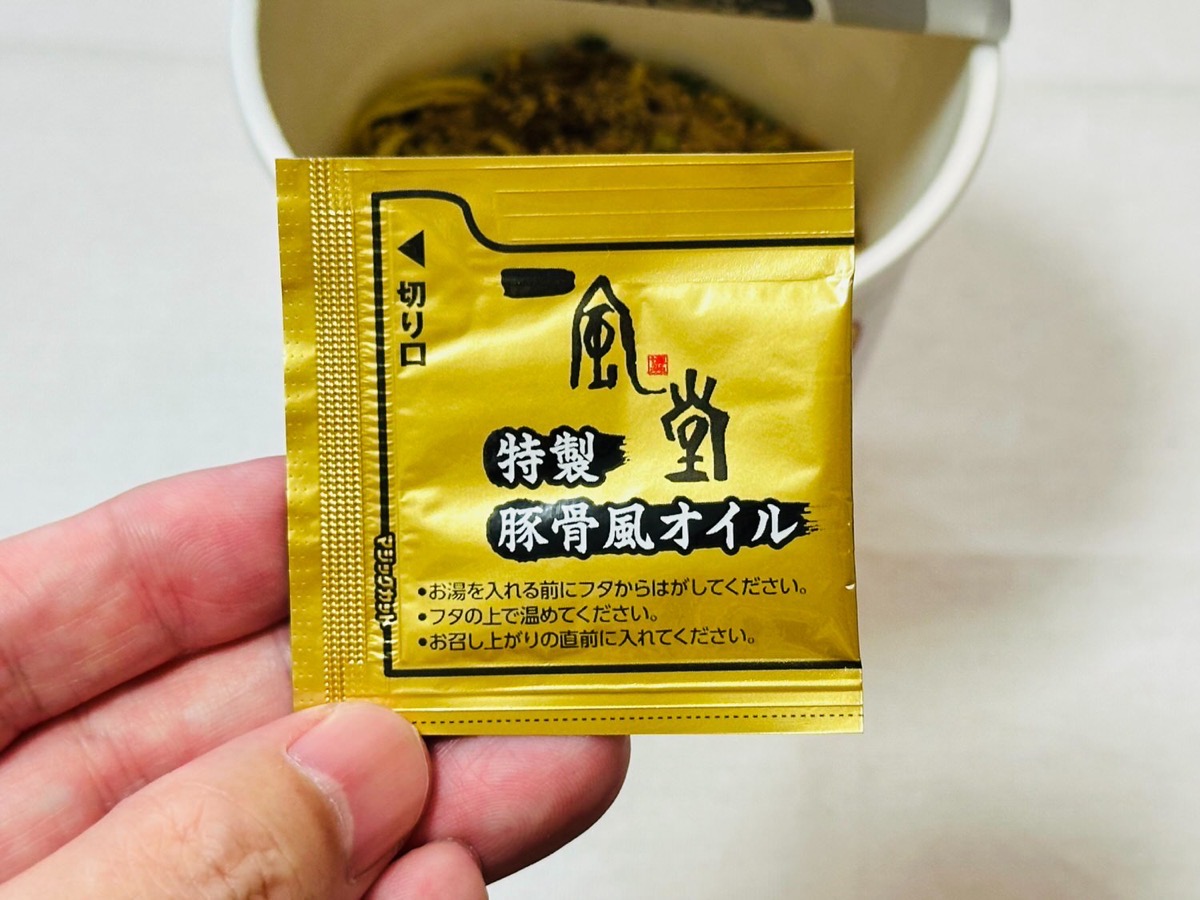 一風堂
◀切り口
特製
豚骨風オイル
マジックカット
•お湯を入れる前にフタからはがしてください。
•フタの上で温めてください。
•お召し上がりの直前に入れてください。